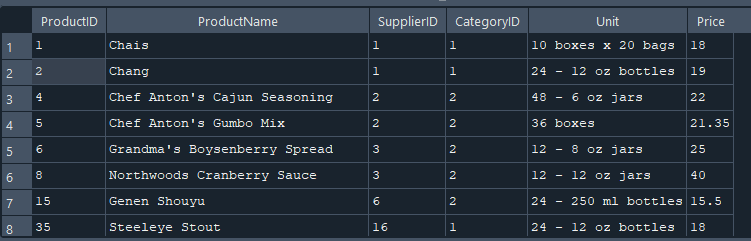 ProductID ProductName SupplierID CategoryID Unit Price
1 1 Chais 1 1 10 boxes x 20 bags 18
2 2 Chang 1 1 24 - 12 oz bottles 19
3 4 Chef Anton's Cajun Seasoning 2 2 48 - 6 oz jars 22
4 5 Chef Anton's Gumbo Mix 2 2 36 boxes 21.35
5 6 Grandma's Boysenberry Spread 3 2 12 - 8 oz jars 25
6 8 Northwoods Cranberry Sauce 3 2 12 - 12 oz jars 40
7 15 Genen Shouyu 6 2 24 - 250 ml bottles 15.5
8 35 Steeleye Stout 16 1 24 - 12 oz bottles 18